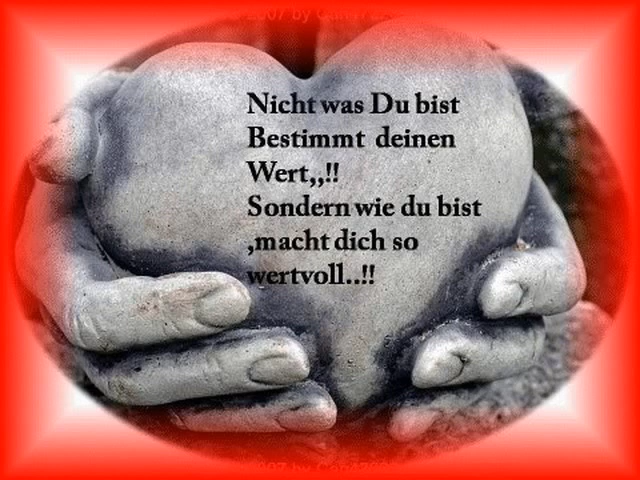 Nicht was Du bist
Bestimmt deinen
Wert,,!!
Sondern wie du bist
,macht dich so
wertvoll..!!